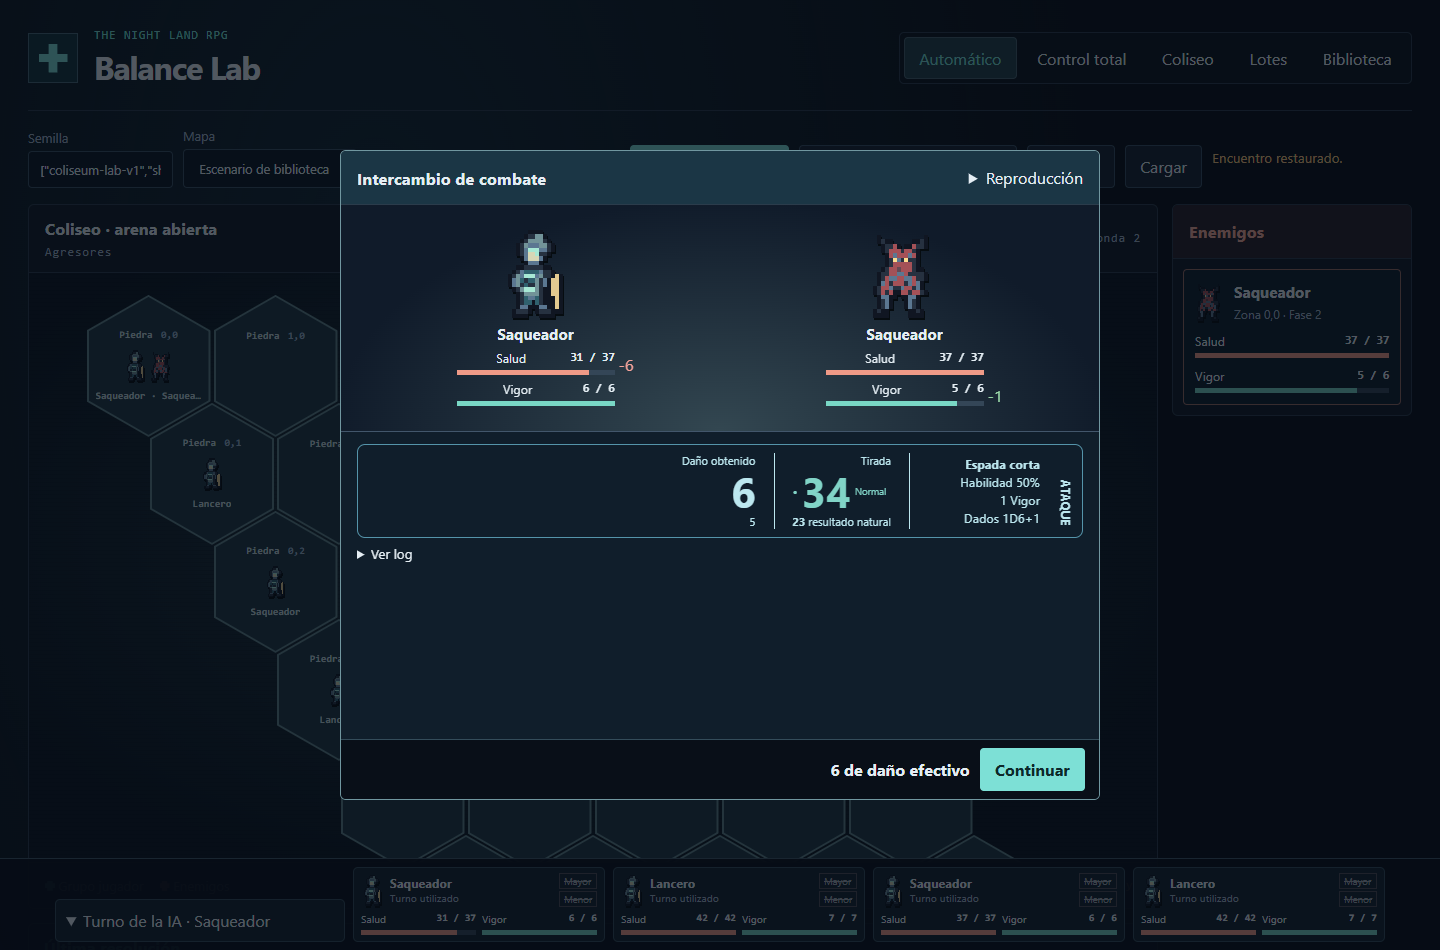 THE NIGHT LAND RPG
Balance Lab
Automático
Control total
Coliseo
Lotes
Biblioteca
Semilla
Mapa
["coliseum-lab-v1","sl
Escenario de biblioteca
Cargar
Encuentro restaurado.
Coliseo · arena abierta
Agresores
onda 2
Enemigos
Saqueador
Zona 0,0 · Fase 2
Salud 37 / 37
Vigor 5 / 6
Piedra 0,0
Saqueador · Saquea…
Piedra 1,0
Piedra 0,1
Lancero
Piedr
Piedra 0,2
Saqueador
Piedr
Lanc
Intercambio de combate
▶ Reproducción
Saqueador
Salud 31 / 37 -6
Vigor 6 / 6
Saqueador
Salud 37 / 37
Vigor 5 / 6 -1
Daño obtenido
6
5
Tirada
· 34 Normal
23 resultado natural
Espada corta
Habilidad 50%
1 Vigor
Dados 1D6+1
ATAQUE
▶ Ver log
6 de daño efectivo
Continuar
▼ Turno de la IA · Saqueador
Saqueador
Turno utilizado
Mayor
Menor
Salud 31 / 37 Vigor 6 / 6
Lancero
Turno utilizado
Mayor
Menor
Salud 42 / 42 Vigor 7 / 7
Saqueador
Turno utilizado
Mayor
Menor
Salud 37 / 37 Vigor 6 / 6
Lancero
Turno utilizado
Mayor
Menor
Salud 42 / 42 Vigor 7 / 7